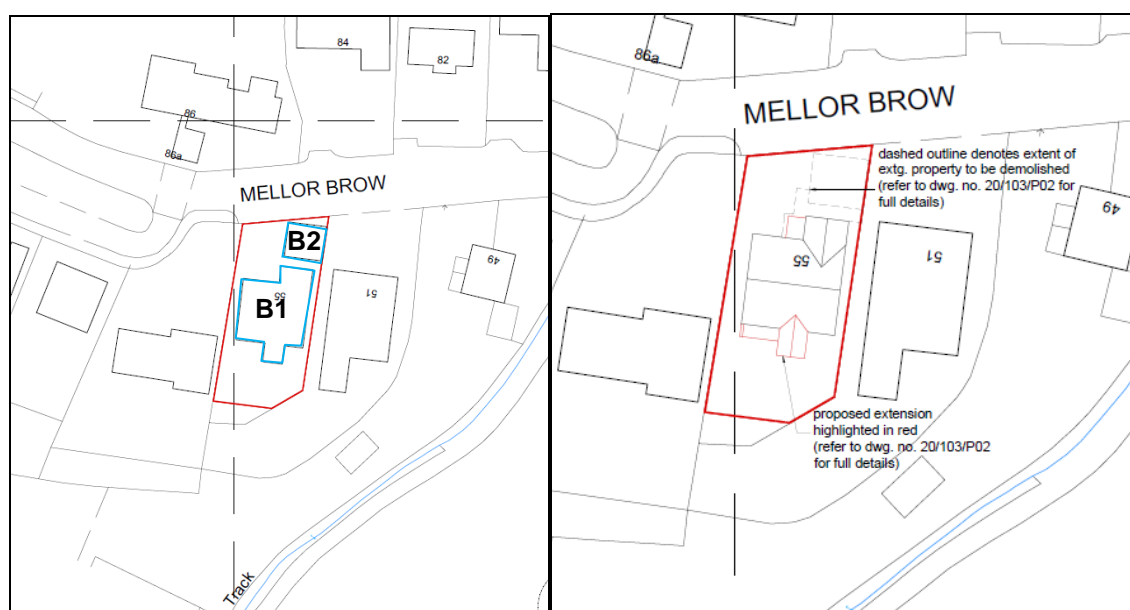 84
82
86
86a
MELLOR BROW
B2
49
55
B1
51
Track
86a
MELLOR BROW
dashed outline denotes extent of
extg. property to be demolished
(refer to dwg. no. 20/103/P02 for
full details)
49
55
51
proposed extension
highlighted in red
(refer to dwg. no. 20/103/P02
for full details)